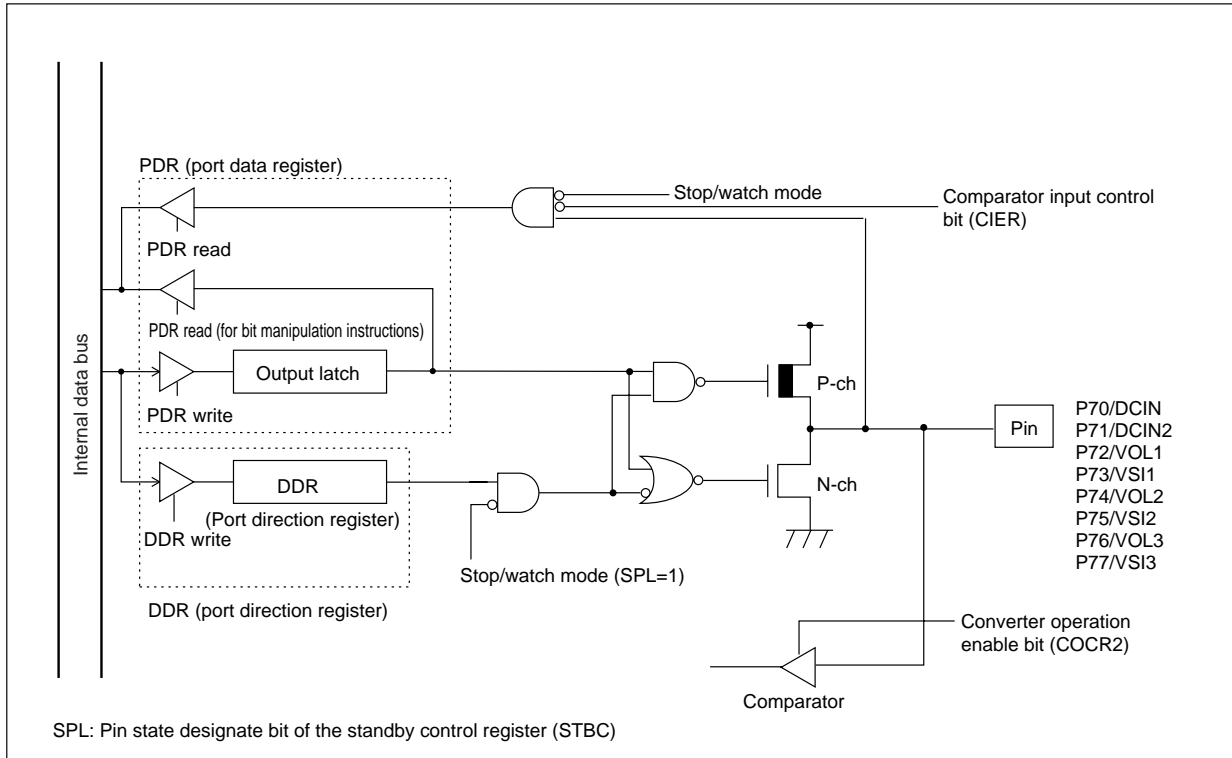 PDR (port data register)
Stop/watch mode
Comparator input control
bit (CIER)
PDR read
PDR read (for bit manipulation instructions)
Internal data bus
Output latch
PDR write
P-ch
Pin
P70/DCIN
P71/DCIN2
P72/VOL1
P73/VSI1
P74/VOL2
P75/VSI2
P76/VOL3
P77/VSI3
N-ch
DDR
(Port direction register)
DDR write
Stop/watch mode (SPL=1)
DDR (port direction register)
Converter operation
enable bit (COCR2)
Comparator
SPL: Pin state designate bit of the standby control register (STBC)